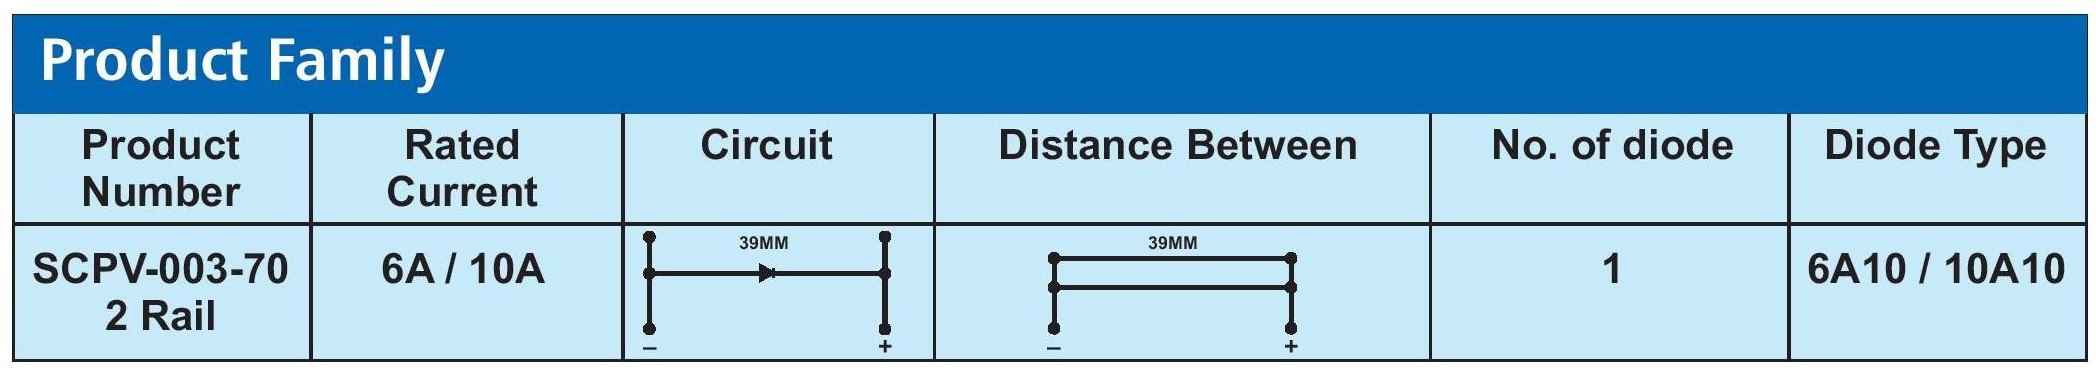 Product Family
Product Number
Rated Current
Circuit
Distance Between
No. of diode
Diode Type
SCPV-003-70
2 Rail
6A / 10A
39MM
– +
39MM
– +
1
6A10 / 10A10